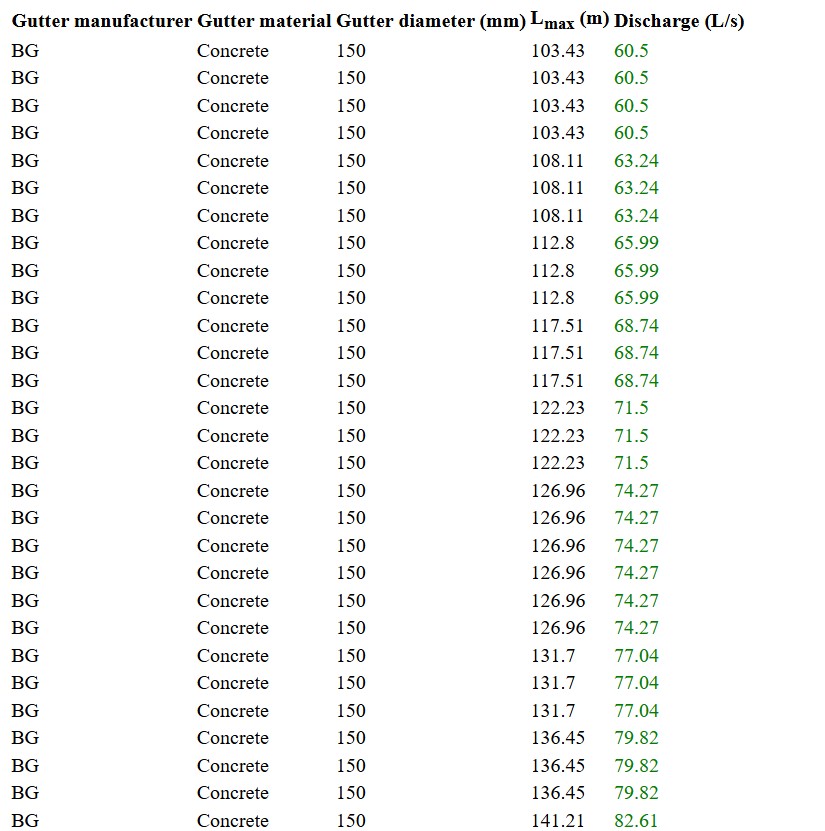 Gutter manufacturer Gutter material Gutter diameter (mm) Lmax (m) Discharge (L/s)
BG Concrete 150 103.43 60.5
BG Concrete 150 103.43 60.5
BG Concrete 150 103.43 60.5
BG Concrete 150 103.43 60.5
BG Concrete 150 108.11 63.24
BG Concrete 150 108.11 63.24
BG Concrete 150 108.11 63.24
BG Concrete 150 112.8 65.99
BG Concrete 150 112.8 65.99
BG Concrete 150 112.8 65.99
BG Concrete 150 117.51 68.74
BG Concrete 150 117.51 68.74
BG Concrete 150 117.51 68.74
BG Concrete 150 122.23 71.5
BG Concrete 150 122.23 71.5
BG Concrete 150 122.23 71.5
BG Concrete 150 126.96 74.27
BG Concrete 150 126.96 74.27
BG Concrete 150 126.96 74.27
BG Concrete 150 126.96 74.27
BG Concrete 150 126.96 74.27
BG Concrete 150 126.96 74.27
BG Concrete 150 131.7 77.04
BG Concrete 150 131.7 77.04
BG Concrete 150 131.7 77.04
BG Concrete 150 136.45 79.82
BG Concrete 150 136.45 79.82
BG Concrete 150 136.45 79.82
BG Concrete 150 141.21 82.61